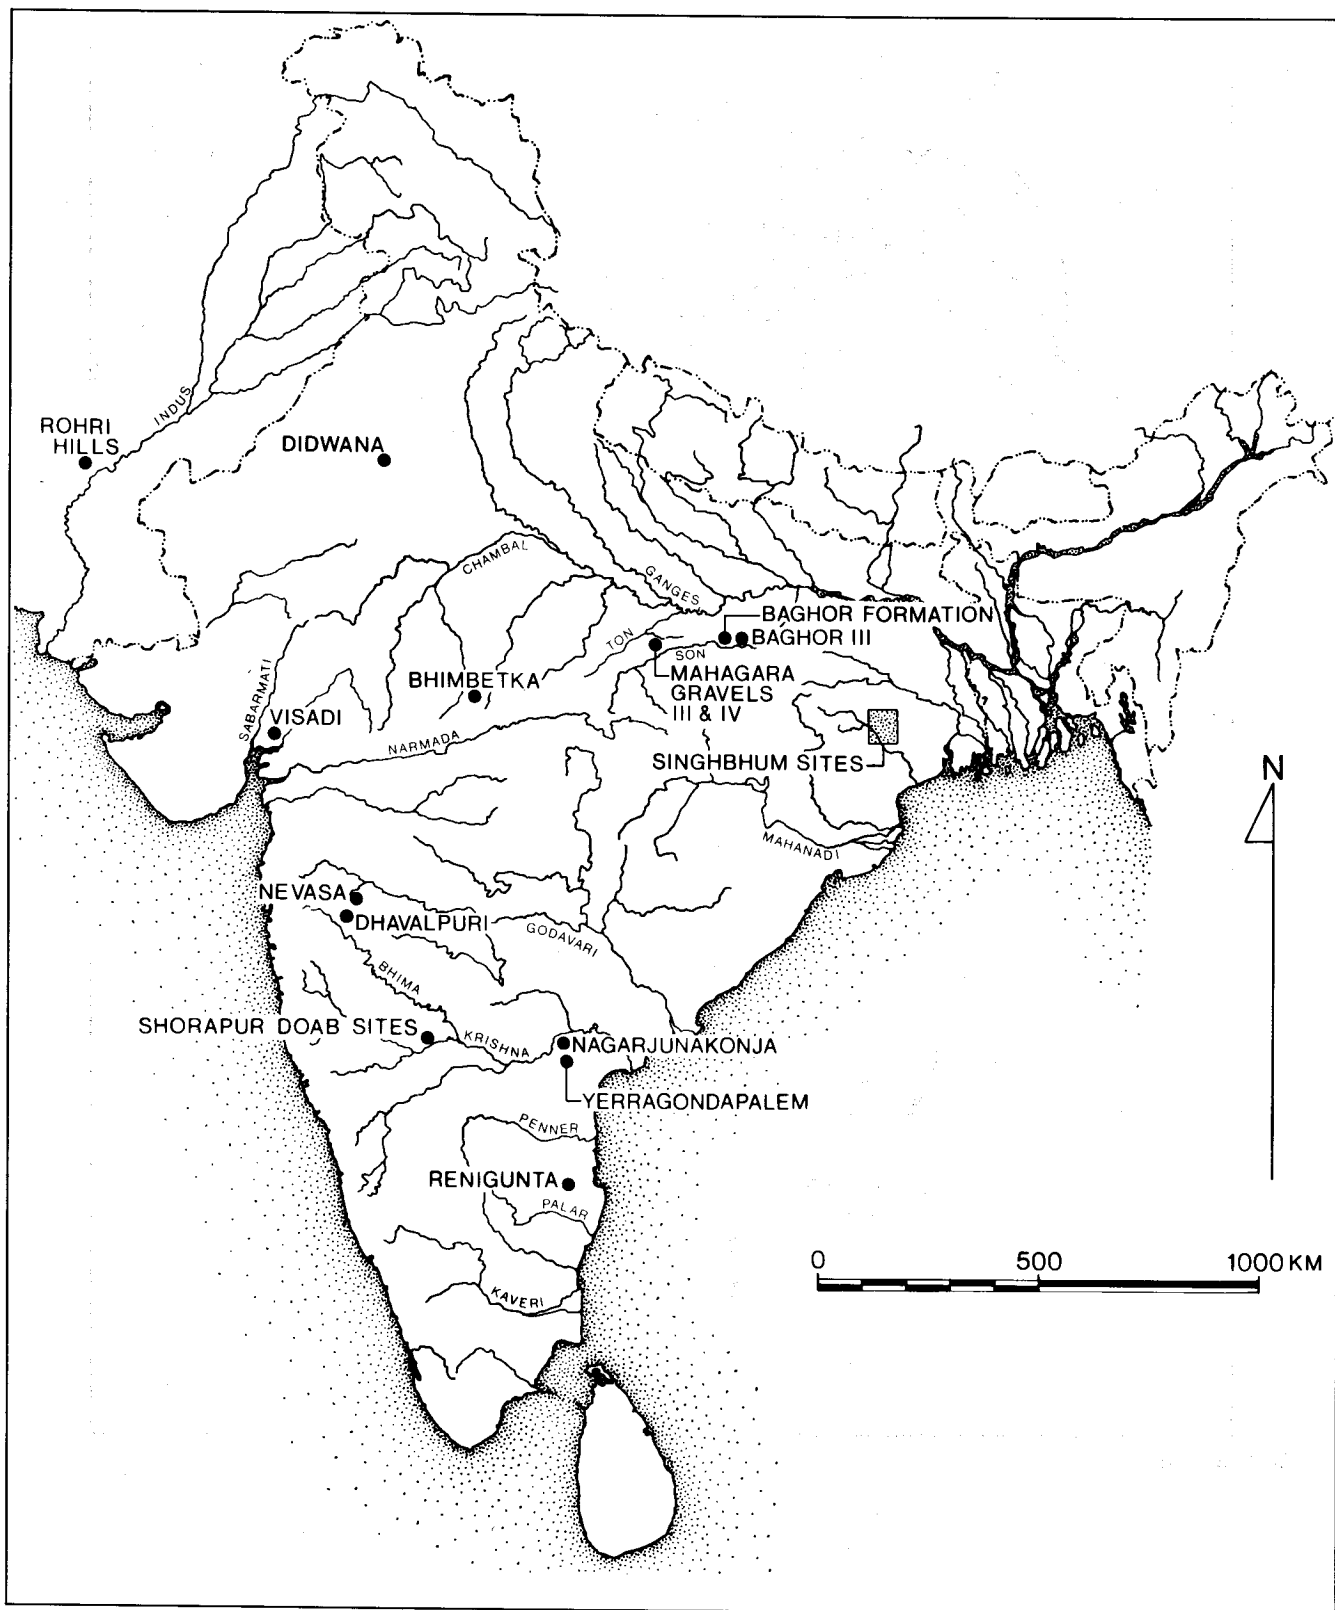 INDUS
ROHRI
HILLS
DIDWANA
CHAMBAL
GANGES
BAGHOR FORMATION
TON
BAGHOR III
SON
MAHAGARA
GRAVELS
III & IV
BHIMBETKA
SABARMATI
VISADI
NARMADA
SINGHBHUM SITES
N
MAHANADI
NEVASA
DHAVALPURI
GODAVARI
BHIMA
SHORAPUR DOAB SITES
KRISHNA
NAGARJUNAKONJA
YERRAGONDAPALEM
PENNER
RENIGUNTA
PALAR
0 500 1000 KM
KAVERI